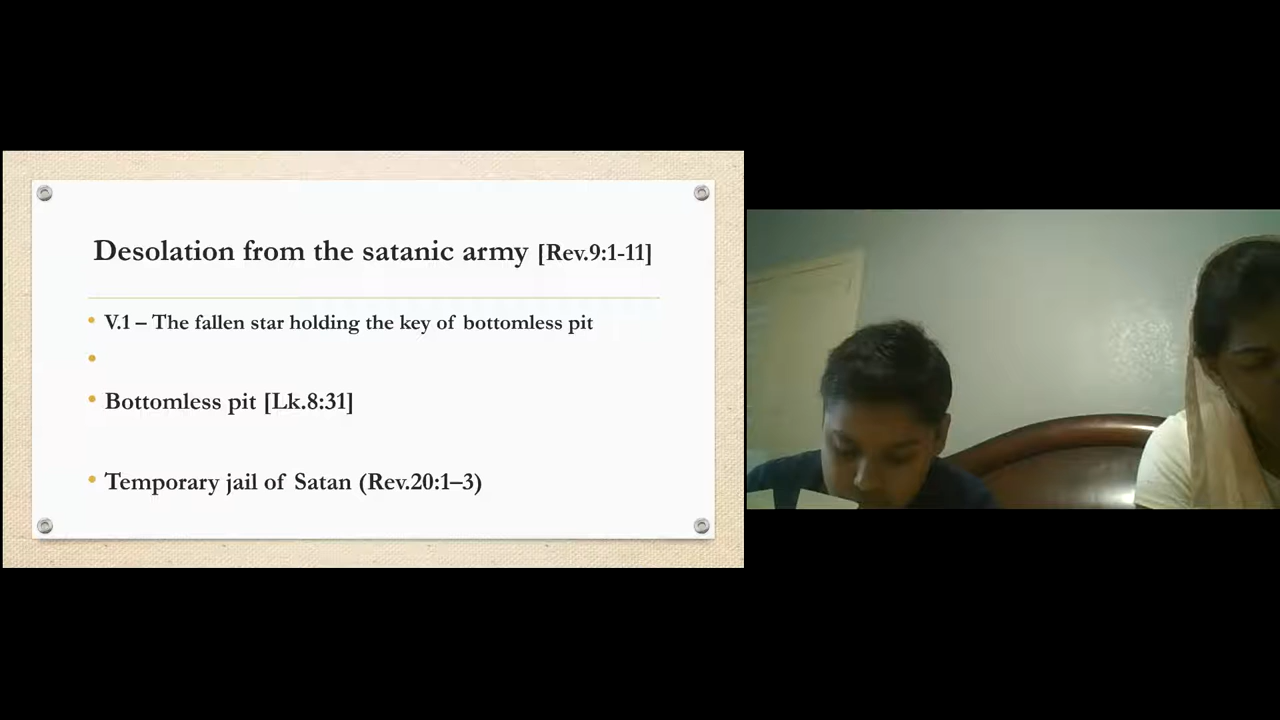 Desolation from the satanic army [Rev.9:1-11]
V.1 – The fallen star holding the key of bottomless pit
Bottomless pit [Lk.8:31]
Temporary jail of Satan (Rev.20:1–3)